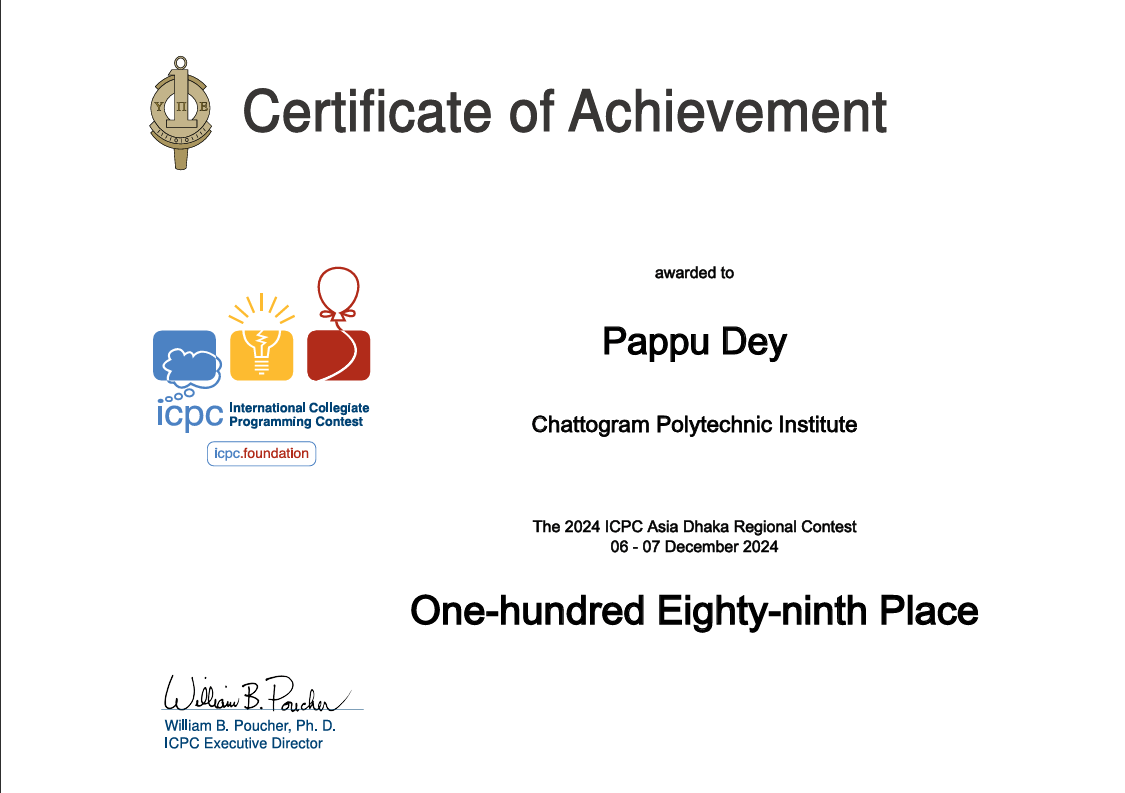 Υ Π Ε
Certificate of Achievement
awarded to
Pappu Dey
Chattogram Polytechnic Institute
icpc International Collegiate
Programming Contest
icpc.foundation
The 2024 ICPC Asia Dhaka Regional Contest
06 - 07 December 2024
One-hundred Eighty-ninth Place
William B. Poucher
William B. Poucher, Ph. D.
ICPC Executive Director